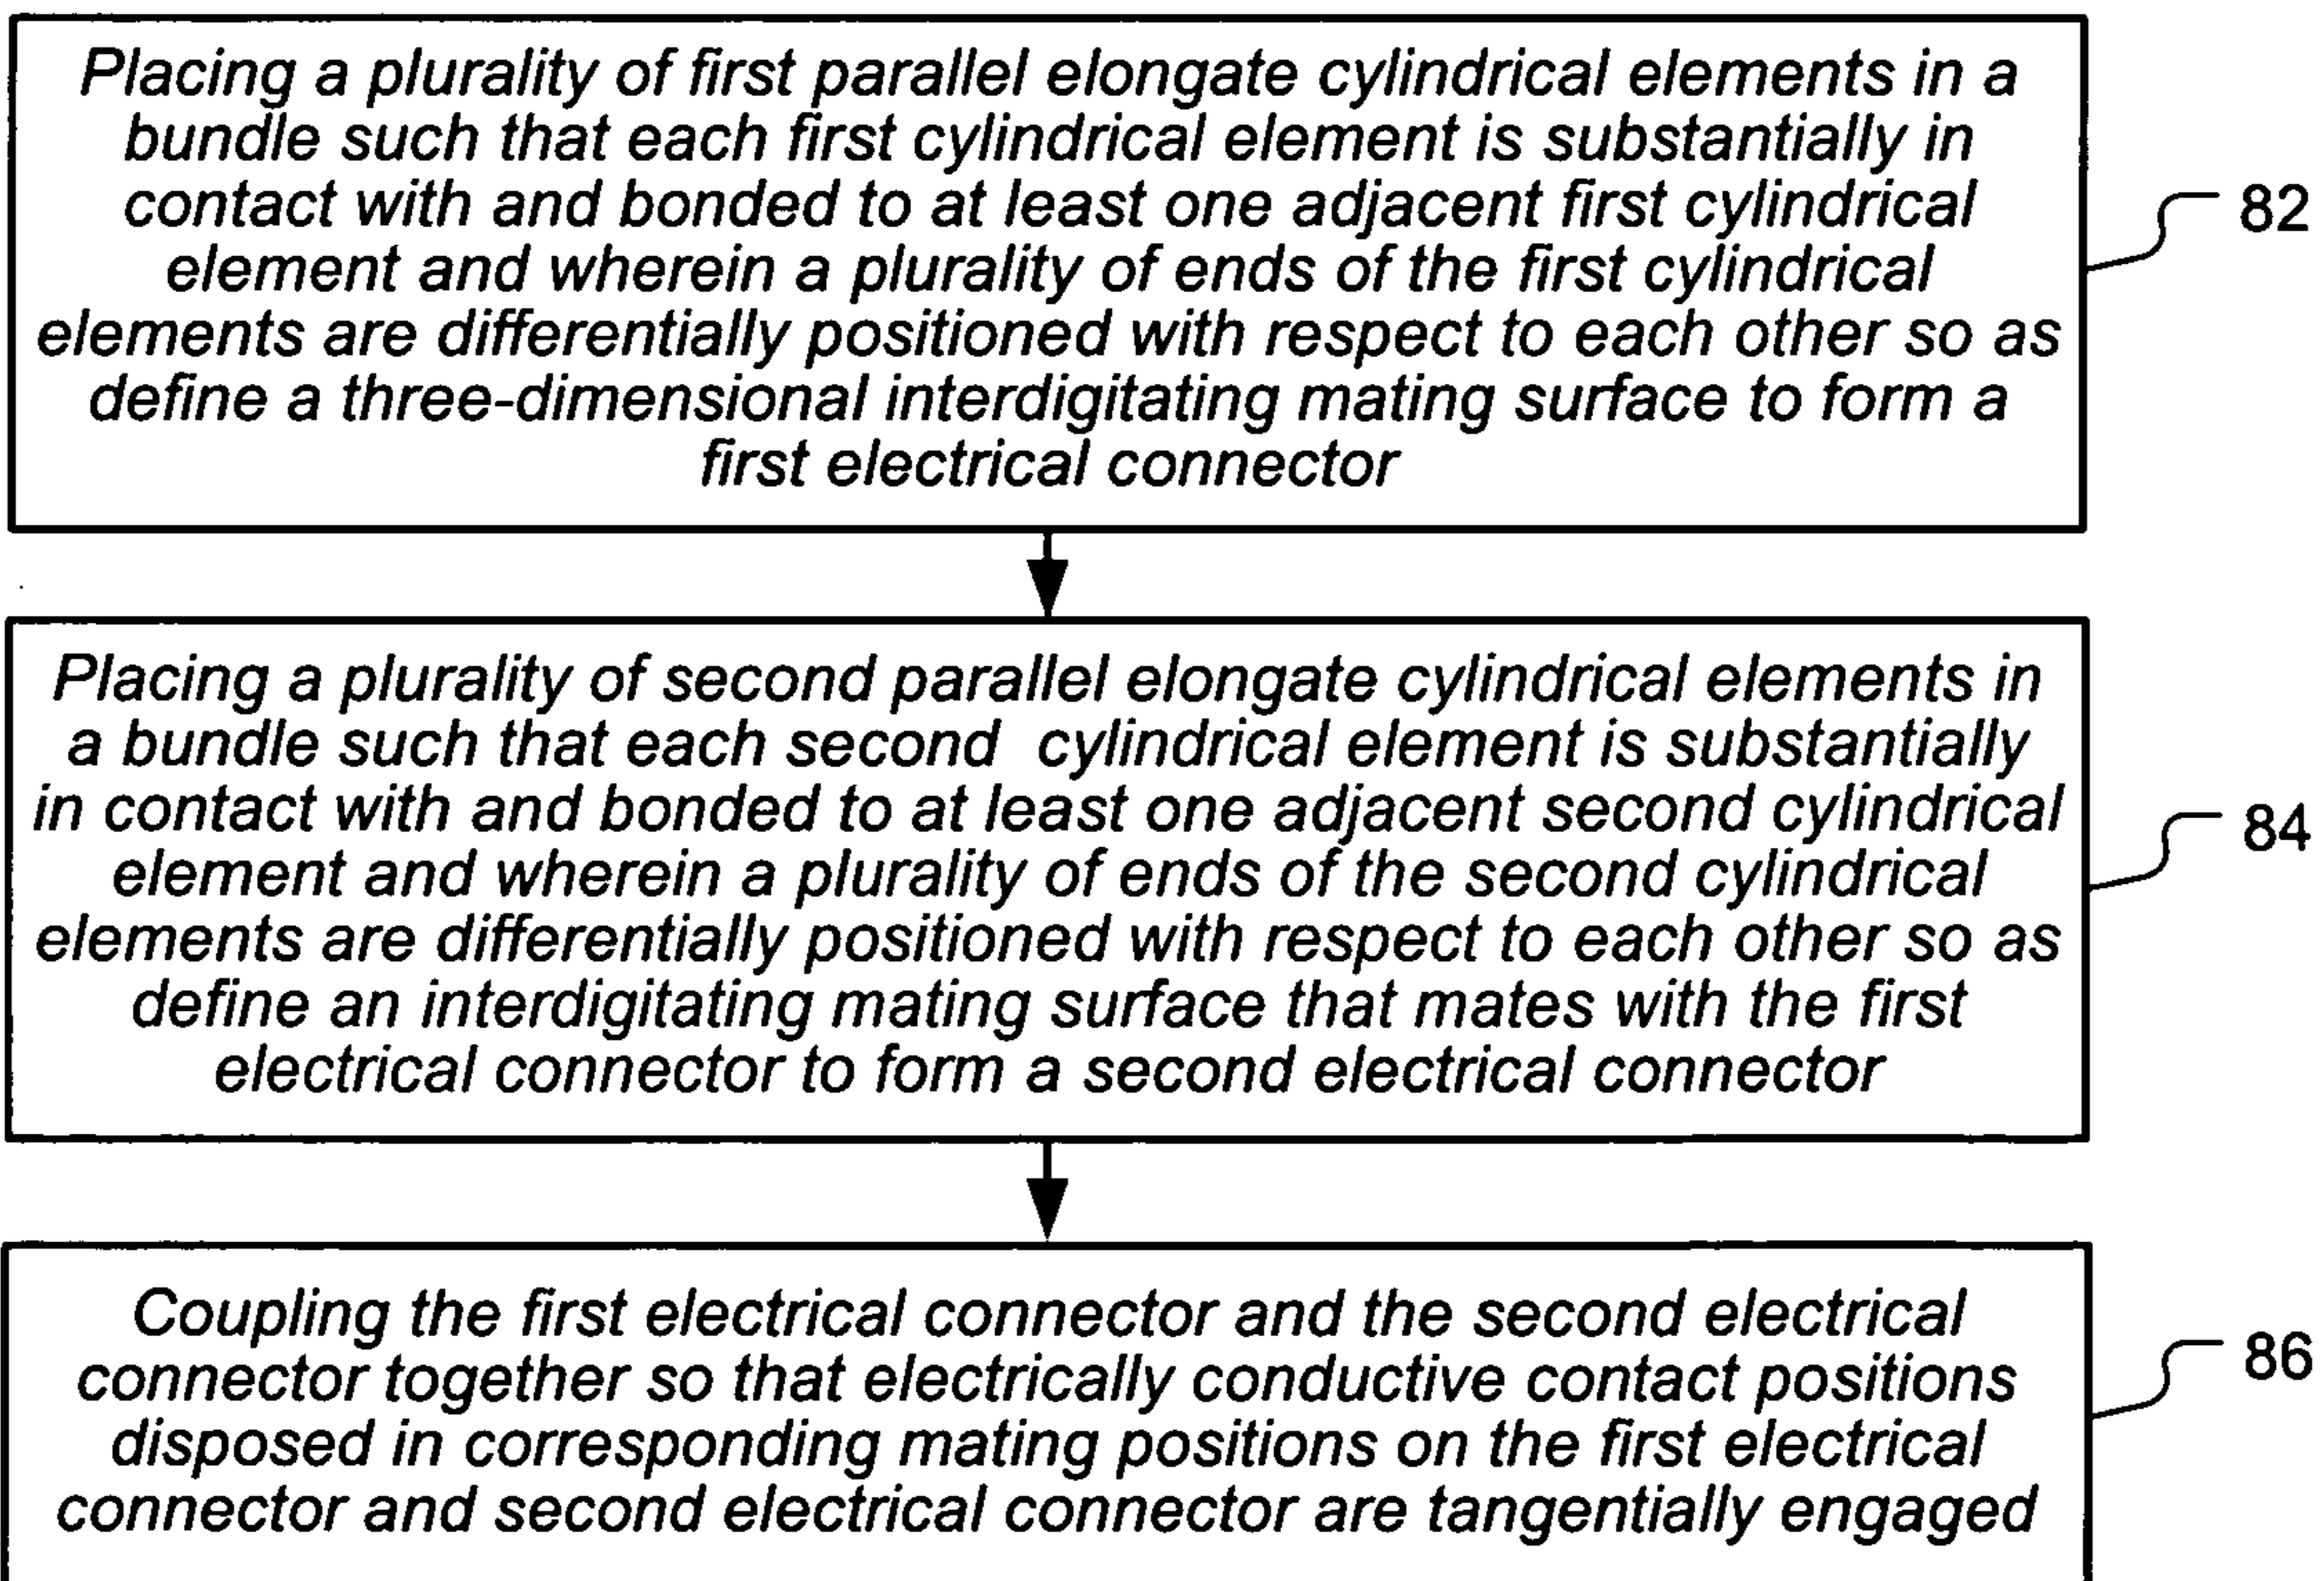 Placing a plurality of first parallel elongate cylindrical elements in a
bundle such that each first cylindrical element is substantially in
contact with and bonded to at least one adjacent first cylindrical
element and wherein a plurality of ends of the first cylindrical
elements are differentially positioned with respect to each other so as
define a three-dimensional interdigitating mating surface to form a
first electrical connector
82
Placing a plurality of second parallel elongate cylindrical elements in
a bundle such that each second cylindrical element is substantially
in contact with and bonded to at least one adjacent second cylindrical
element and wherein a plurality of ends of the second cylindrical
elements are differentially positioned with respect to each other so as
define an interdigitating mating surface that mates with the first
electrical connector to form a second electrical connector
84
Coupling the first electrical connector and the second electrical
connector together so that electrically conductive contact positions
disposed in corresponding mating positions on the first electrical
connector and second electrical connector are tangentially engaged
86